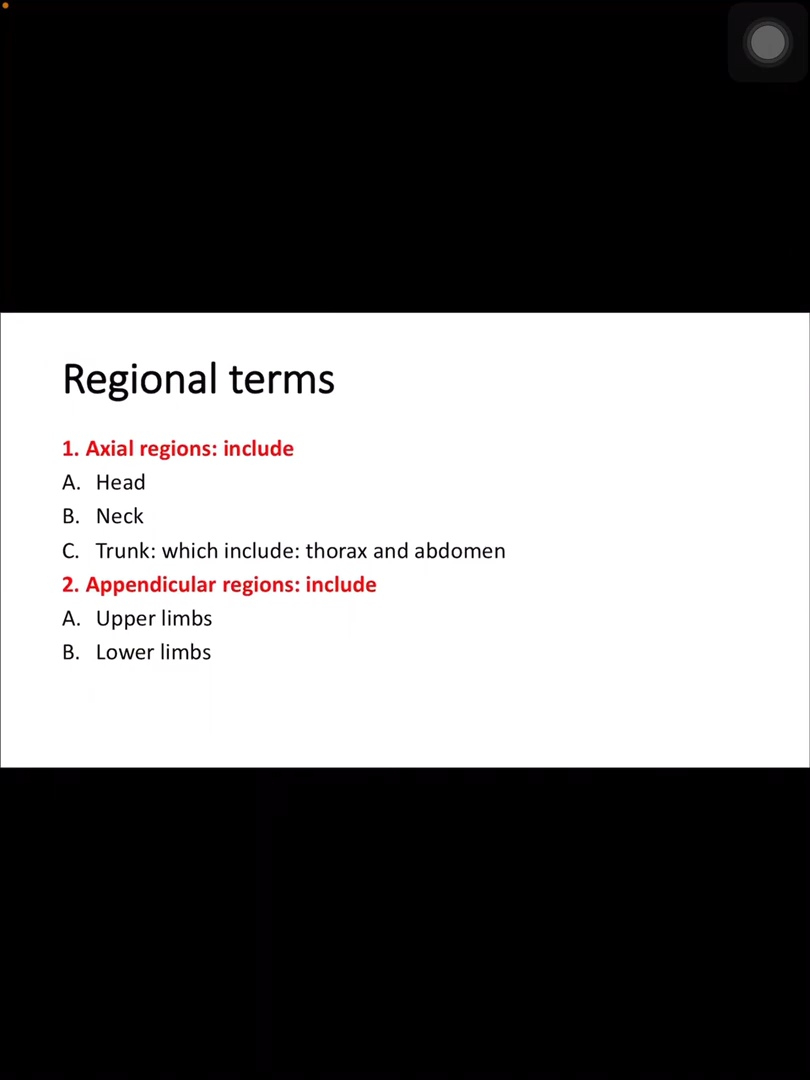 Regional terms
1. Axial regions: include
A. Head
B. Neck
C. Trunk: which include: thorax and abdomen
2. Appendicular regions: include
A. Upper limbs
B. Lower limbs